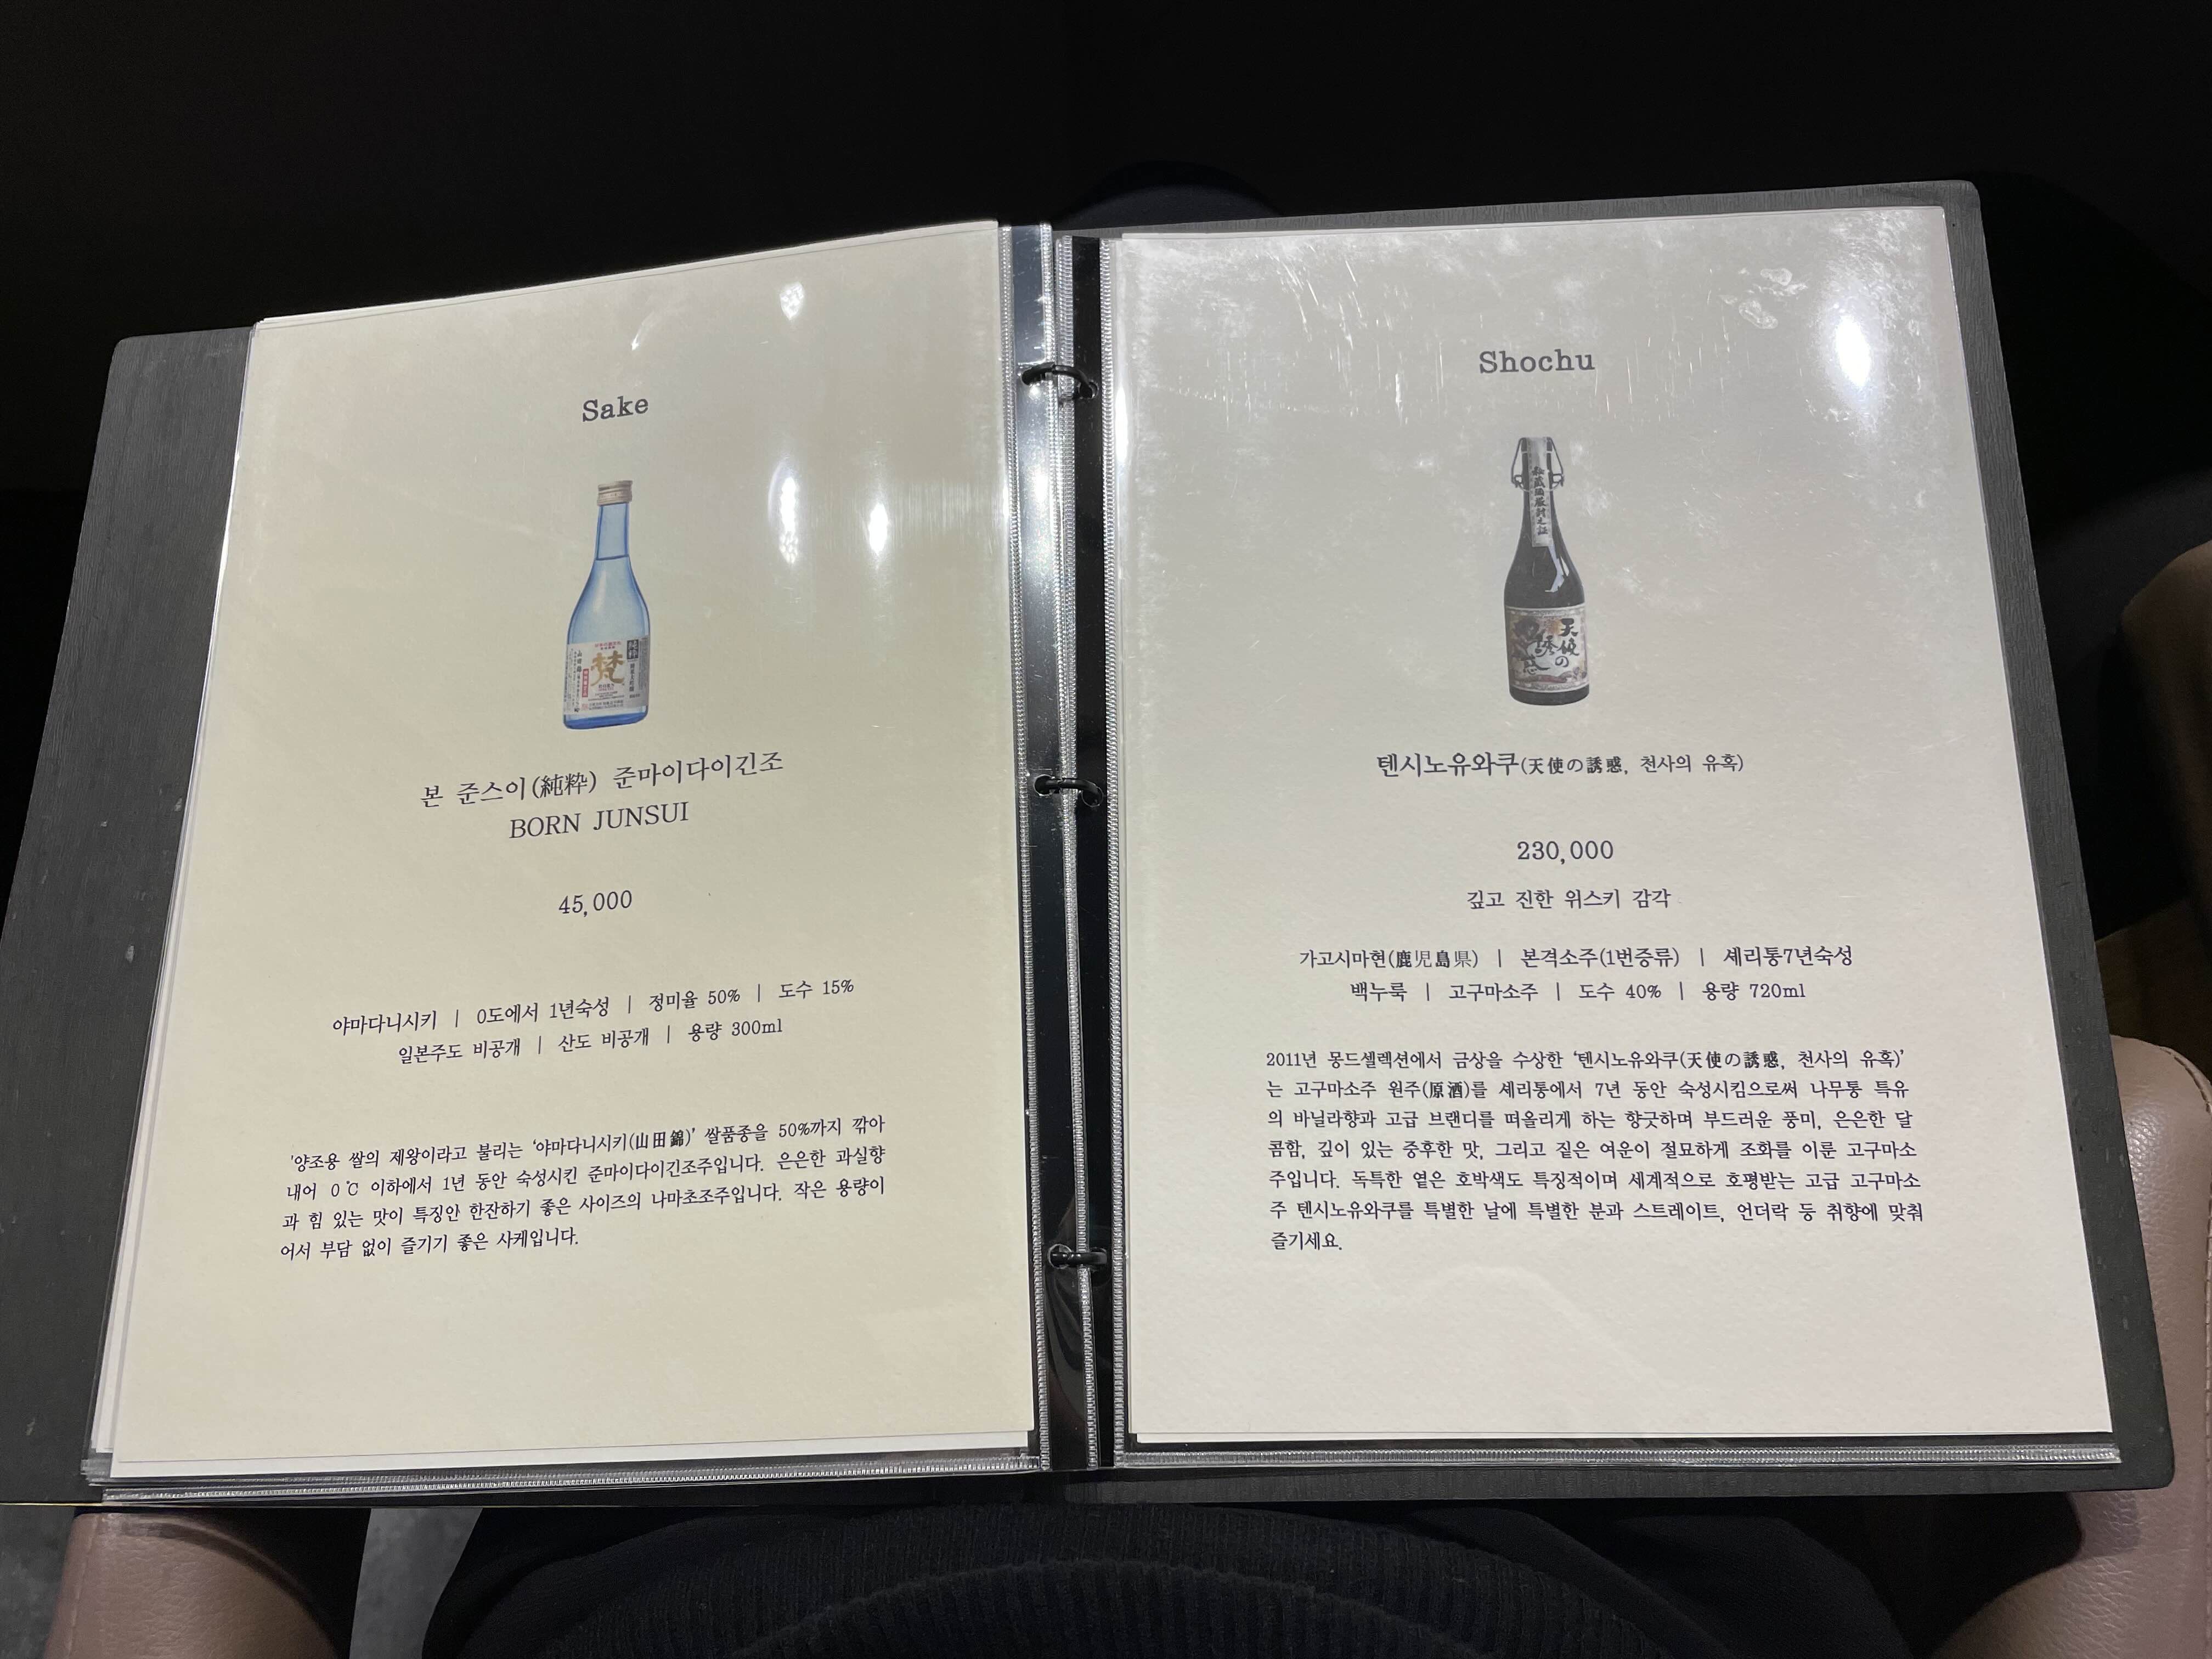 Sake
梵
본 준스이(純粋) 준마이다이긴조
BORN JUNSUI
45,000
야마다니시키 | 0도에서 1년숙성 | 정미율 50% | 도수 15%
일본주도 비공개 | 산도 비공개 | 용량 300ml
'양조용 쌀의 제왕이라고 불리는 '야마다니시키(山田錦)' 쌀품종을 50%까지 깎아
내어 0℃ 이하에서 1년 동안 숙성시킨 준마이다이긴조주입니다. 은은한 과실향
과 힘 있는 맛이 특징안 한잔하기 좋은 사이즈의 나마초조주입니다. 작은 용량이
어서 부담 없이 즐기기 좋은 사케입니다.
Shochu
天使の誘惑
텐시노유와쿠(天使の誘惑, 천사의 유혹)
230,000
깊고 진한 위스키 감각
가고시마현(鹿児島県) | 본격소주(1번증류) | 셰리통7년숙성
백누룩 | 고구마소주 | 도수 40% | 용량 720ml
2011년 몽드셀렉션에서 금상을 수상한 '텐시노유와쿠(天使の誘惑, 천사의 유혹)'
는 고구마소주 원주(原酒)를 셰리통에서 7년 동안 숙성시킴으로써 나무통 특유
의 바닐라향과 고급 브랜디를 떠올리게 하는 향긋하며 부드러운 풍미, 은은한 달
콤함, 깊이 있는 중후한 맛, 그리고 짙은 여운이 절묘하게 조화를 이룬 고구마소
주입니다. 독특한 옅은 호박색도 특징적이며 세계적으로 호평받는 고급 고구마소
주 텐시노유와쿠를 특별한 날에 특별한 분과 스트레이트, 언더락 등 취향에 맞춰
즐기세요.